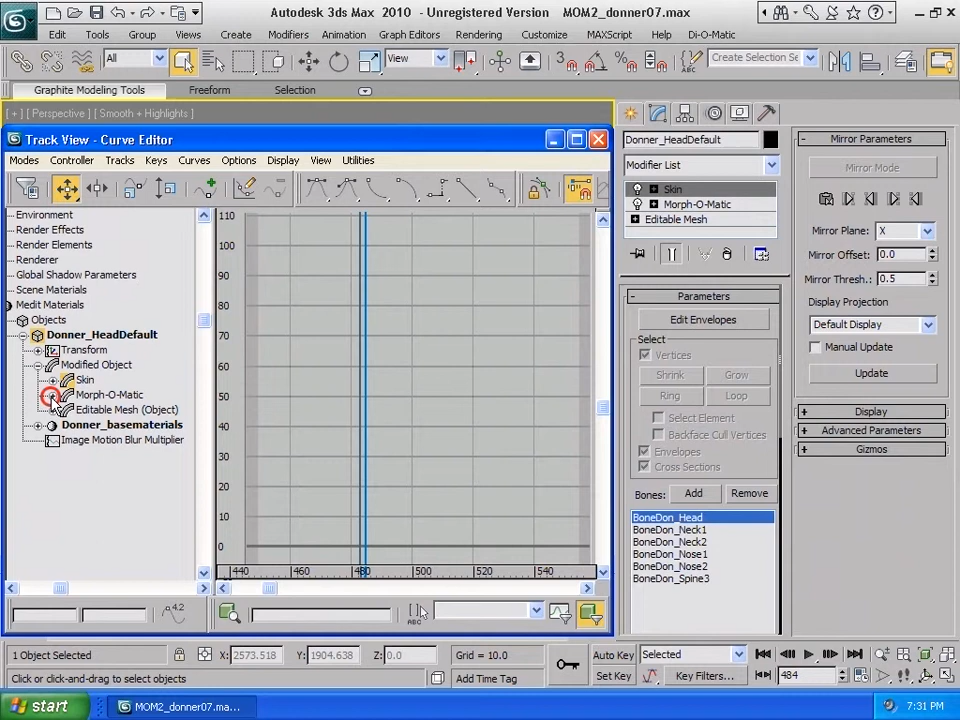 Autodesk 3ds Max 2010 - Unregistered Version MOM2_donner07.max
Edit Tools Group Views Create Modifiers Animation Graph Editors Rendering Customize MAXScript Help Di-O-Matic
All View Create Selection Se
Graphite Modeling Tools Freeform Selection
[ + ] [ Perspective ] [ Smooth + Highlights ]
Track View - Curve Editor
Modes Controller Tracks Keys Curves Options Display View Utilities
Environment
Render Effects
Render Elements
Renderer
Global Shadow Parameters
Scene Materials
Medit Materials
Objects
Donner_HeadDefault
Transform
Modified Object
Skin
Morph-O-Matic
Editable Mesh (Object)
Donner_basematerials
Image Motion Blur Multiplier
110
100
90
80
70
60
50
40
30
20
10
0
440 460 480 500 520 540
4.2
ABC
Donner_HeadDefault
Modifier List
Skin
Morph-O-Matic
Editable Mesh
Parameters
Edit Envelopes
Select
Vertices
Shrink Grow
Ring Loop
Select Element
Backface Cull Vertices
Envelopes
Cross Sections
Bones: Add Remove
BoneDon_Head
BoneDon_Neck1
BoneDon_Neck2
BoneDon_Nose1
BoneDon_Nose2
BoneDon_Spine3
Mirror Parameters
Mirror Mode
Mirror Plane: X
Mirror Offset: 0.0
Mirror Thresh.: 0.5
Display Projection
Default Display
Manual Update
Update
Display
Advanced Parameters
Gizmos
1 Object Selected X: 2573.518 Y: 1904.638 Z: 0.0 Grid = 10.0 Auto Key Selected
Click or click-and-drag to select objects Add Time Tag Set Key Key Filters... 484
start MOM2_donner07.ma... 7:31 PM